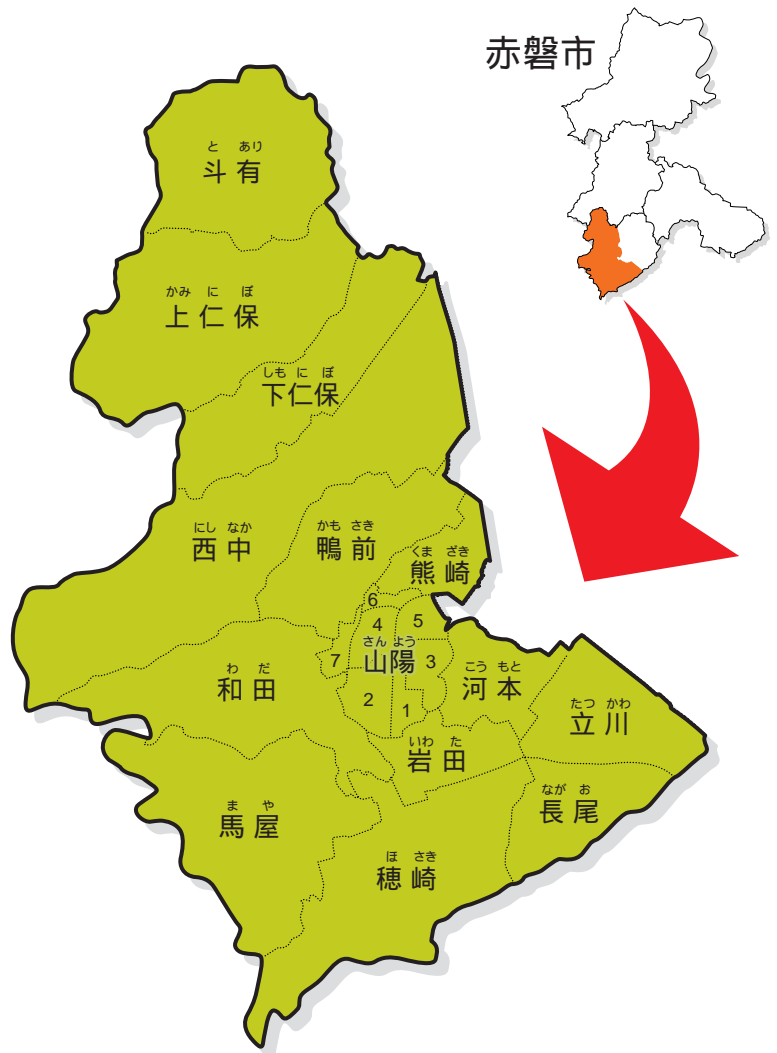 赤磐市
と あり
斗有
かみ に ぼ
上仁保
しも に ぼ
下仁保
にし なか
西中
かも さき
鴨前
くま ざき
熊崎
6
4
5
さん よう
山陽
7
3
2
1
わ だ
和田
こう もと
河本
たつ かわ
立川
いわ た
岩田
なが お
長尾
ま や
馬屋
ほ さき
穂崎